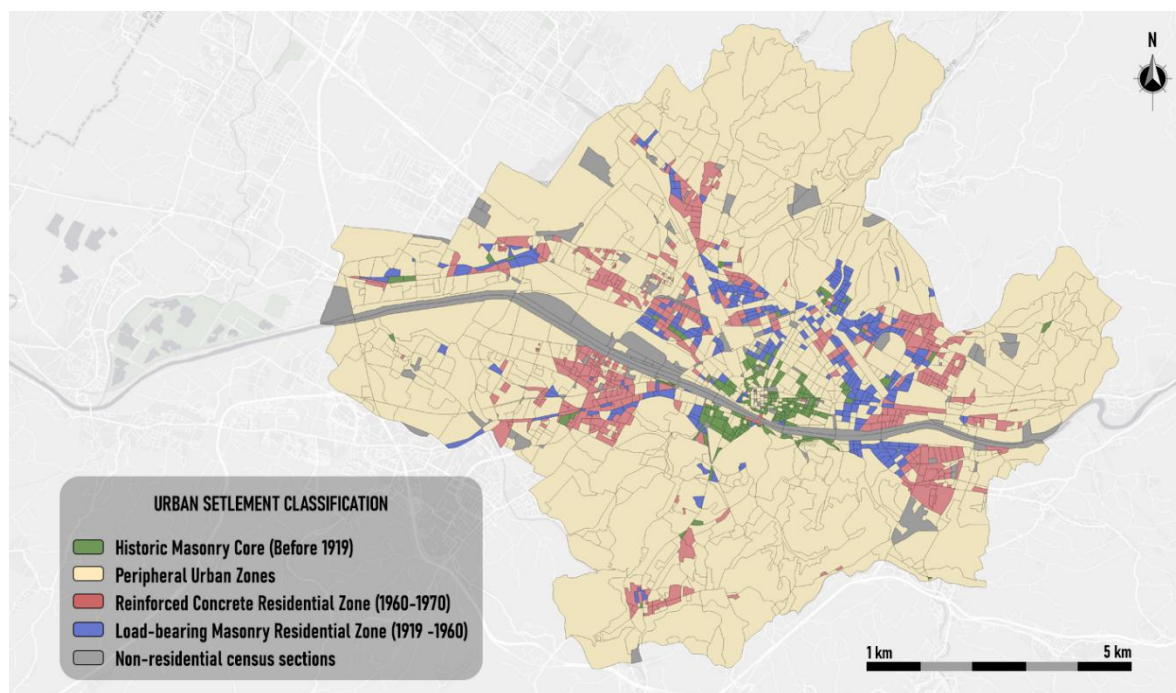 N
URBAN SETLEMENT CLASSIFICATION
Historic Masonry Core (Before 1919)
Peripheral Urban Zones
Reinforced Concrete Residential Zone (1960-1970)
Load-bearing Masonry Residential Zone (1919 -1960)
Non-residential census sections
1 km 5 km